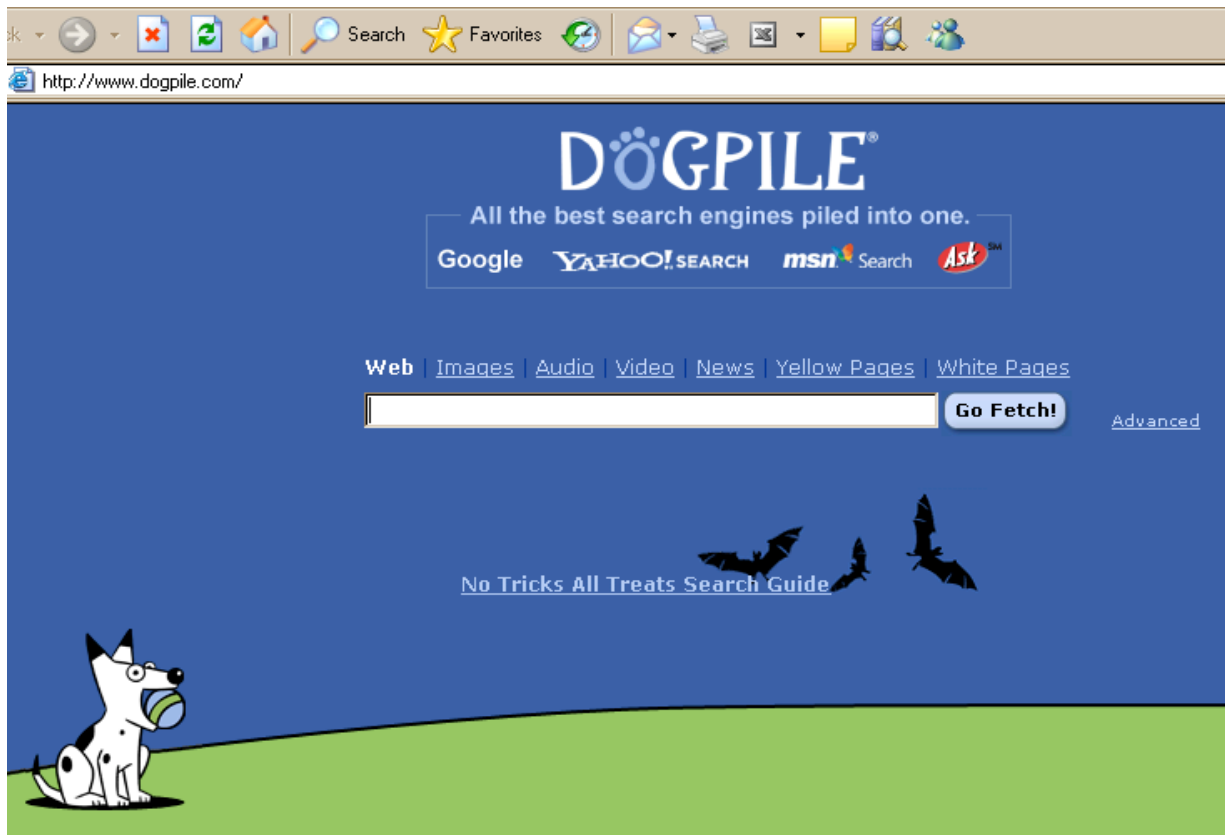 Search Favorites
http://www.dogpile.com/
DOGPILE®
All the best search engines piled into one.
Google YAHOO! SEARCH msn Search Ask SM
Web | Images | Audio | Video | News | Yellow Pages | White Pages
Go Fetch!
Advanced
No Tricks All Treats Search Guide